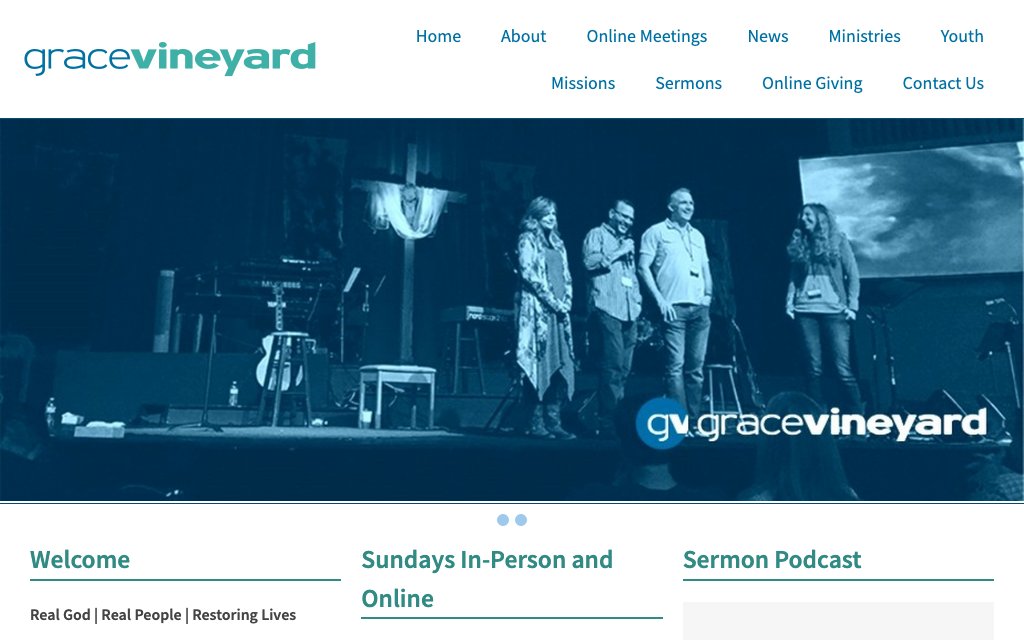 gracevineyard
Home About Online Meetings News Ministries Youth
Missions Sermons Online Giving Contact Us
gv gracevineyard
Welcome
Real God | Real People | Restoring Lives
Sundays In-Person and
Online
Sermon Podcast